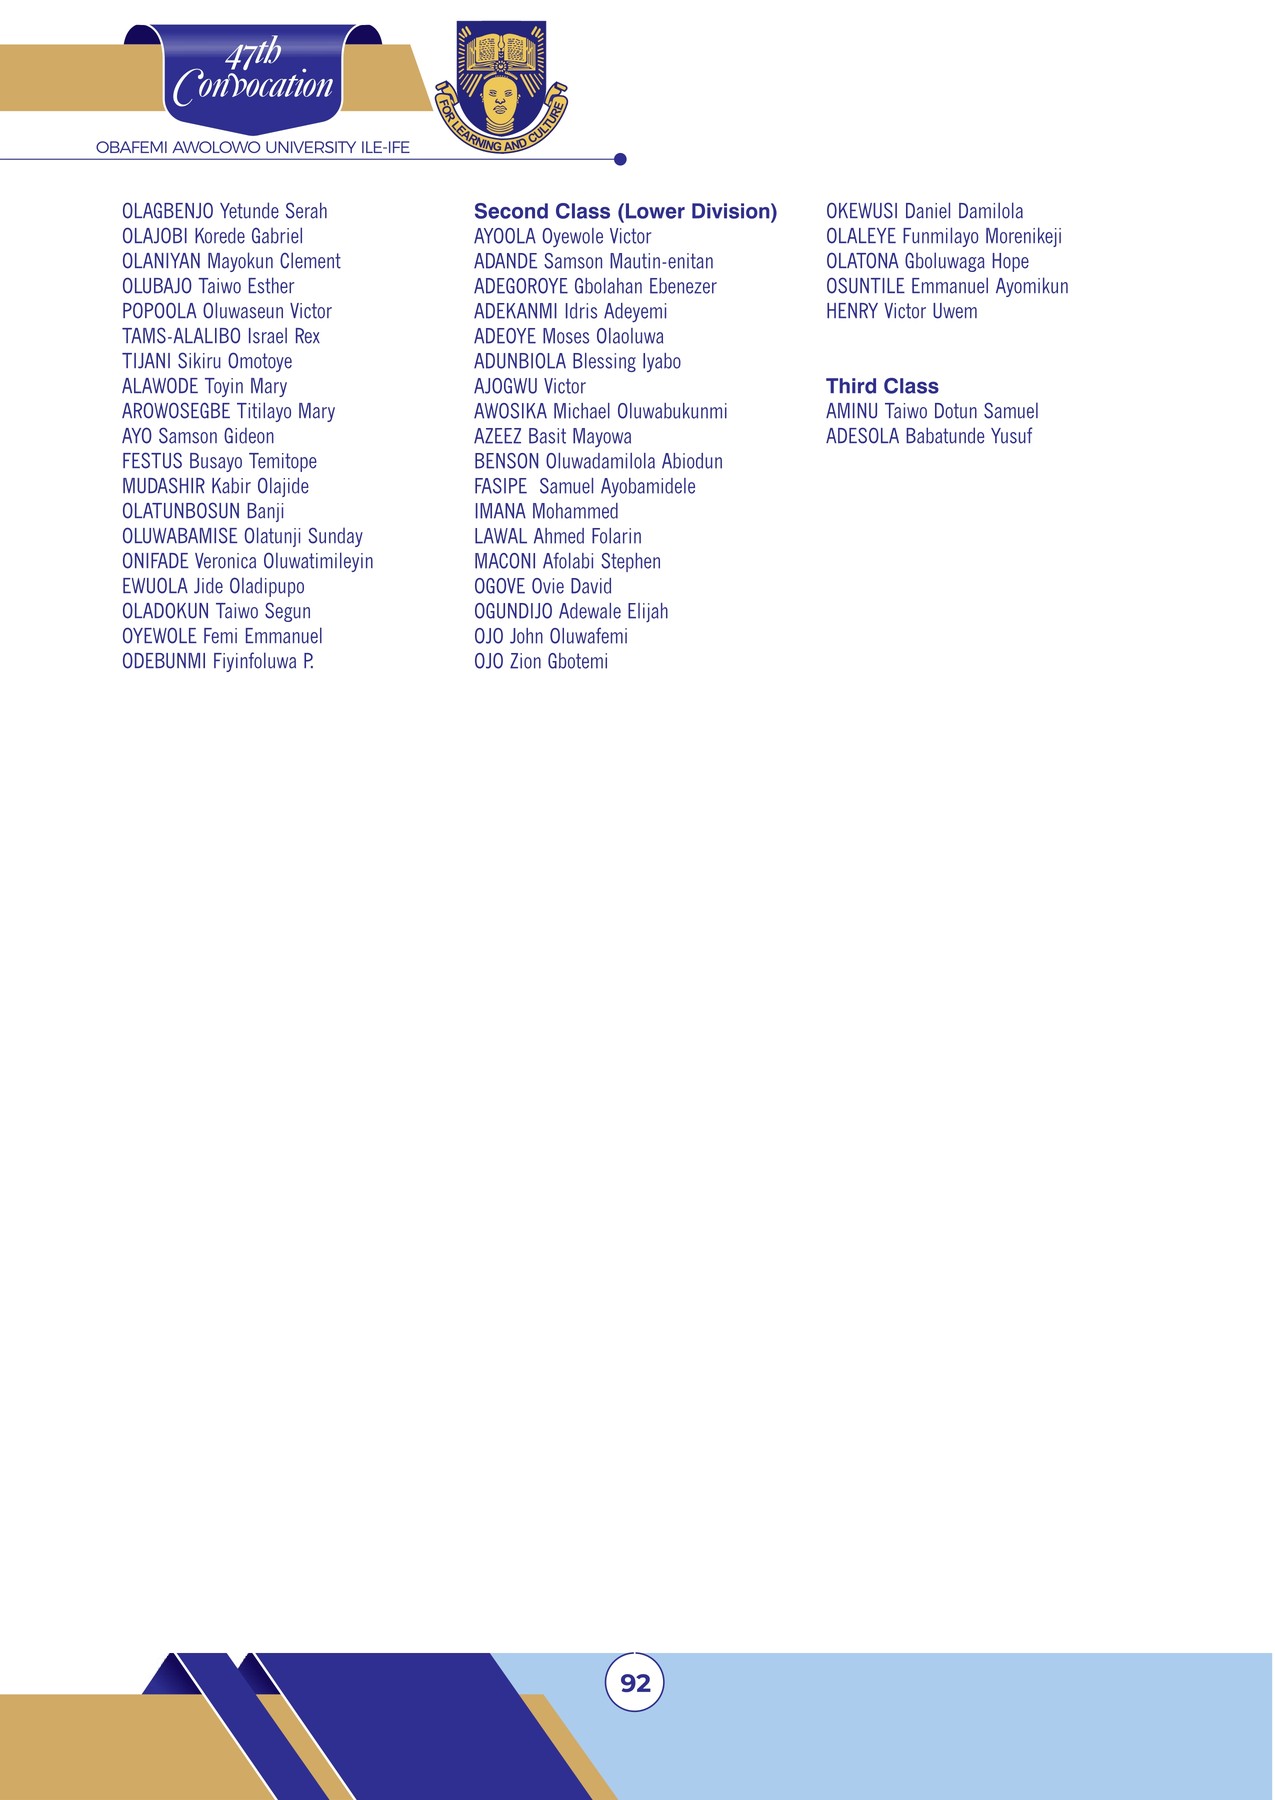 47th
Convocation
FOR LEARNING AND CULTURE
OBAFEMI AWOLOWO UNIVERSITY ILE-IFE
OLAGBENJO Yetunde Serah
OLAJOBI Korede Gabriel
OLANIYAN Mayokun Clement
OLUBAJO Taiwo Esther
POPOOLA Oluwaseun Victor
TAMS-ALALIBO Israel Rex
TIJANI Sikiru Omotoye
ALAWODE Toyin Mary
AROWOSEGBE Titilayo Mary
AYO Samson Gideon
FESTUS Busayo Temitope
MUDASHIR Kabir Olajide
OLATUNBOSUN Banji
OLUWABAMISE Olatunji Sunday
ONIFADE Veronica Oluwatimileyin
EWUOLA Jide Oladipupo
OLADOKUN Taiwo Segun
OYEWOLE Femi Emmanuel
ODEBUNMI Fiyinfoluwa P.
Second Class (Lower Division)
AYOOLA Oyewole Victor
ADANDE Samson Mautin-enitan
ADEGOROYE Gbolahan Ebenezer
ADEKANMI Idris Adeyemi
ADEOYE Moses Olaoluwa
ADUNBIOLA Blessing Iyabo
AJOGWU Victor
AWOSIKA Michael Oluwabukunmi
AZEEZ Basit Mayowa
BENSON Oluwadamilola Abiodun
FASIPE  Samuel Ayobamidele
IMANA Mohammed
LAWAL Ahmed Folarin
MACONI Afolabi Stephen
OGOVE Ovie David
OGUNDIJO Adewale Elijah
OJO John Oluwafemi
OJO Zion Gbotemi
OKEWUSI Daniel Damilola
OLALEYE Funmilayo Morenikeji
OLATONA Gboluwaga Hope
OSUNTILE Emmanuel Ayomikun
HENRY Victor Uwem
Third Class
AMINU Taiwo Dotun Samuel
ADESOLA Babatunde Yusuf
92